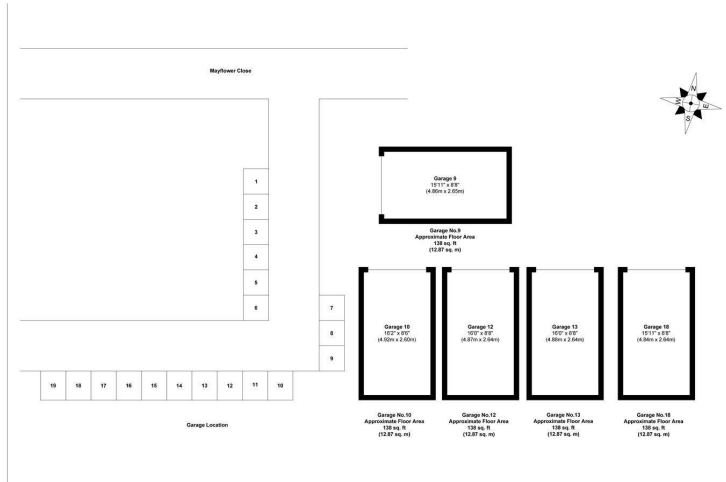 Mayflower Close
N
W
E
S
1
2
3
4
5
6
7
8
9
19 18 17 16 15 14 13 12 11 10
Garage Location
Garage 9
15'11" x 8'8"
(4.86m x 2.65m)
Garage No.9
Approximate Floor Area
138 sq. ft
(12.87 sq. m)
Garage 10
16'2" x 8'6"
(4.92m x 2.60m)
Garage 12
16'0" x 8'8"
(4.87m x 2.64m)
Garage 13
16'0" x 8'8"
(4.88m x 2.64m)
Garage 18
15'11" x 8'8"
(4.84m x 2.64m)
Garage No.10
Approximate Floor Area
138 sq. ft
(12.87 sq. m)
Garage No.12
Approximate Floor Area
138 sq. ft
(12.87 sq. m)
Garage No.13
Approximate Floor Area
138 sq. ft
(12.87 sq. m)
Garage No.18
Approximate Floor Area
138 sq. ft
(12.87 sq. m)